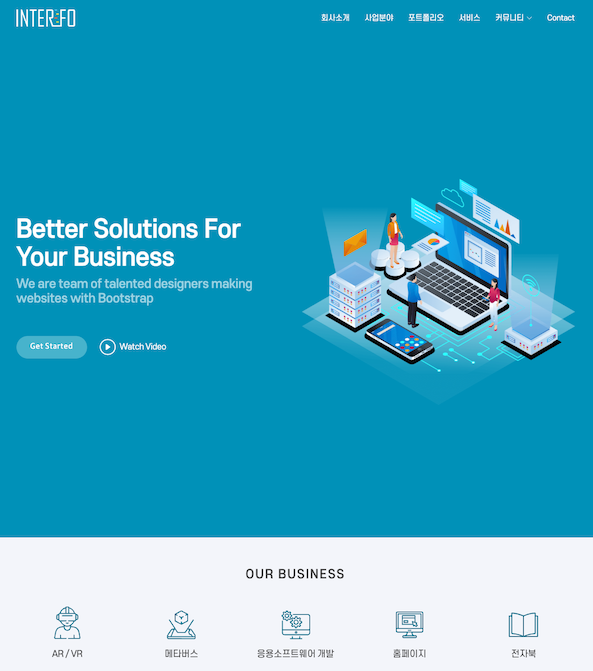 INTERFO
회사소개 사업분야 포트폴리오 서비스 커뮤니티 Contact
Better Solutions For
Your Business
We are team of talented designers making
websites with Bootstrap
Get Started
Watch Video
OUR BUSINESS
AR / VR
메타버스
응용소프트웨어 개발
홈페이지
전자북